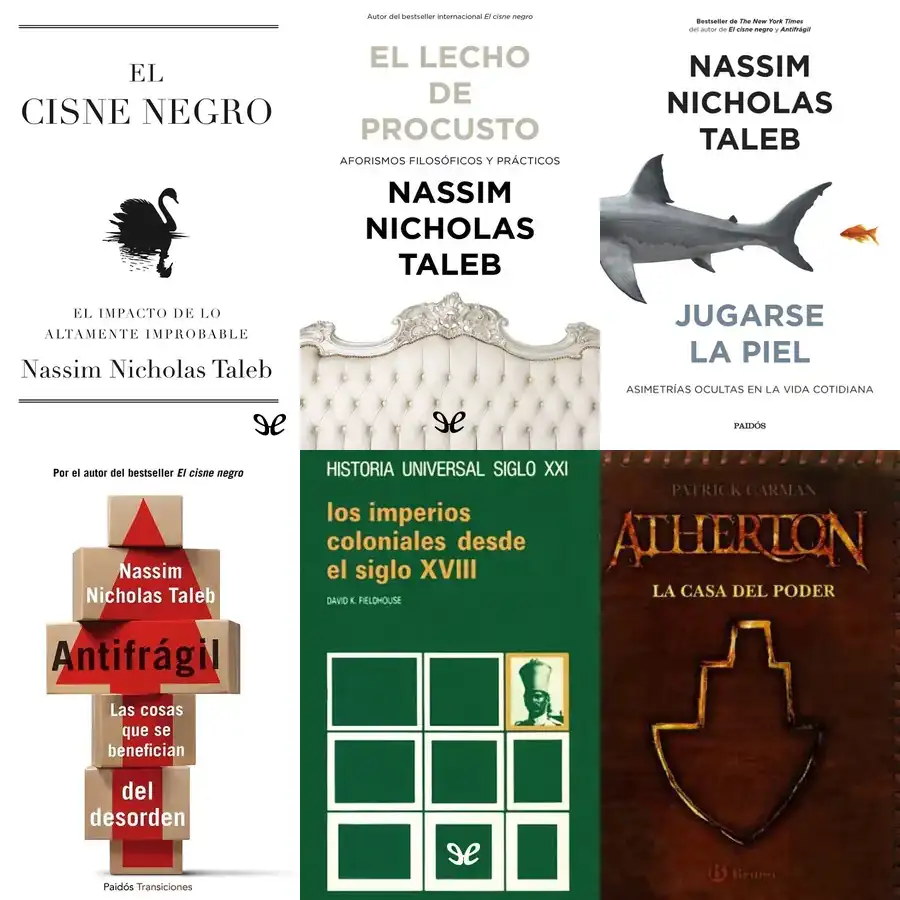 EL
CISNE NEGRO
EL IMPACTO DE LO
ALTAMENTE IMPROBABLE
Nassim Nicholas Taleb
Autor del bestseller internacional El cisne negro
EL LECHO
DE
PROCUSTO
AFORISMOS FILOSÓFICOS Y PRÁCTICOS
NASSIM
NICHOLAS
TALEB
Bestseller de The New York Times
del autor de El cisne negro y Antifrágil
NASSIM
NICHOLAS
TALEB
JUGARSE
LA PIEL
ASIMETRÍAS OCULTAS EN LA VIDA COTIDIANA
PAIDÓS
Por el autor del bestseller El cisne negro
Nassim
Nicholas Taleb
Antifrágil
Las cosas
que se
benefician
del
desorden
Paidós Transiciones
HISTORIA UNIVERSAL SIGLO XXI
los imperios
coloniales desde
el siglo XVIII
DAVID K. FIELDHOUSE
PATRICK CARMAN
ATHERTON
LA CASA DEL PODER
B Bruño